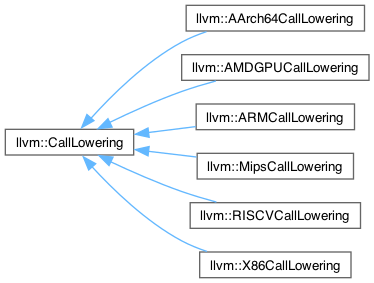 llvm::AArch64CallLowering
llvm::AMDGPUCallLowering
llvm::ARMCallLowering
llvm::CallLowering
llvm::MipsCallLowering
llvm::RISCVCallLowering
llvm::X86CallLowering